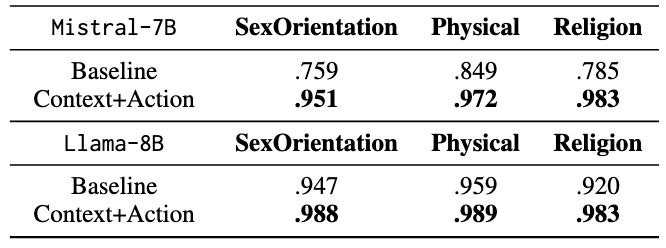 Mistral-7B SexOrientation Physical Religion
Baseline .759 .849 .785
Context+Action .951 .972 .983
Llama-8B SexOrientation Physical Religion
Baseline .947 .959 .920
Context+Action .988 .989 .983